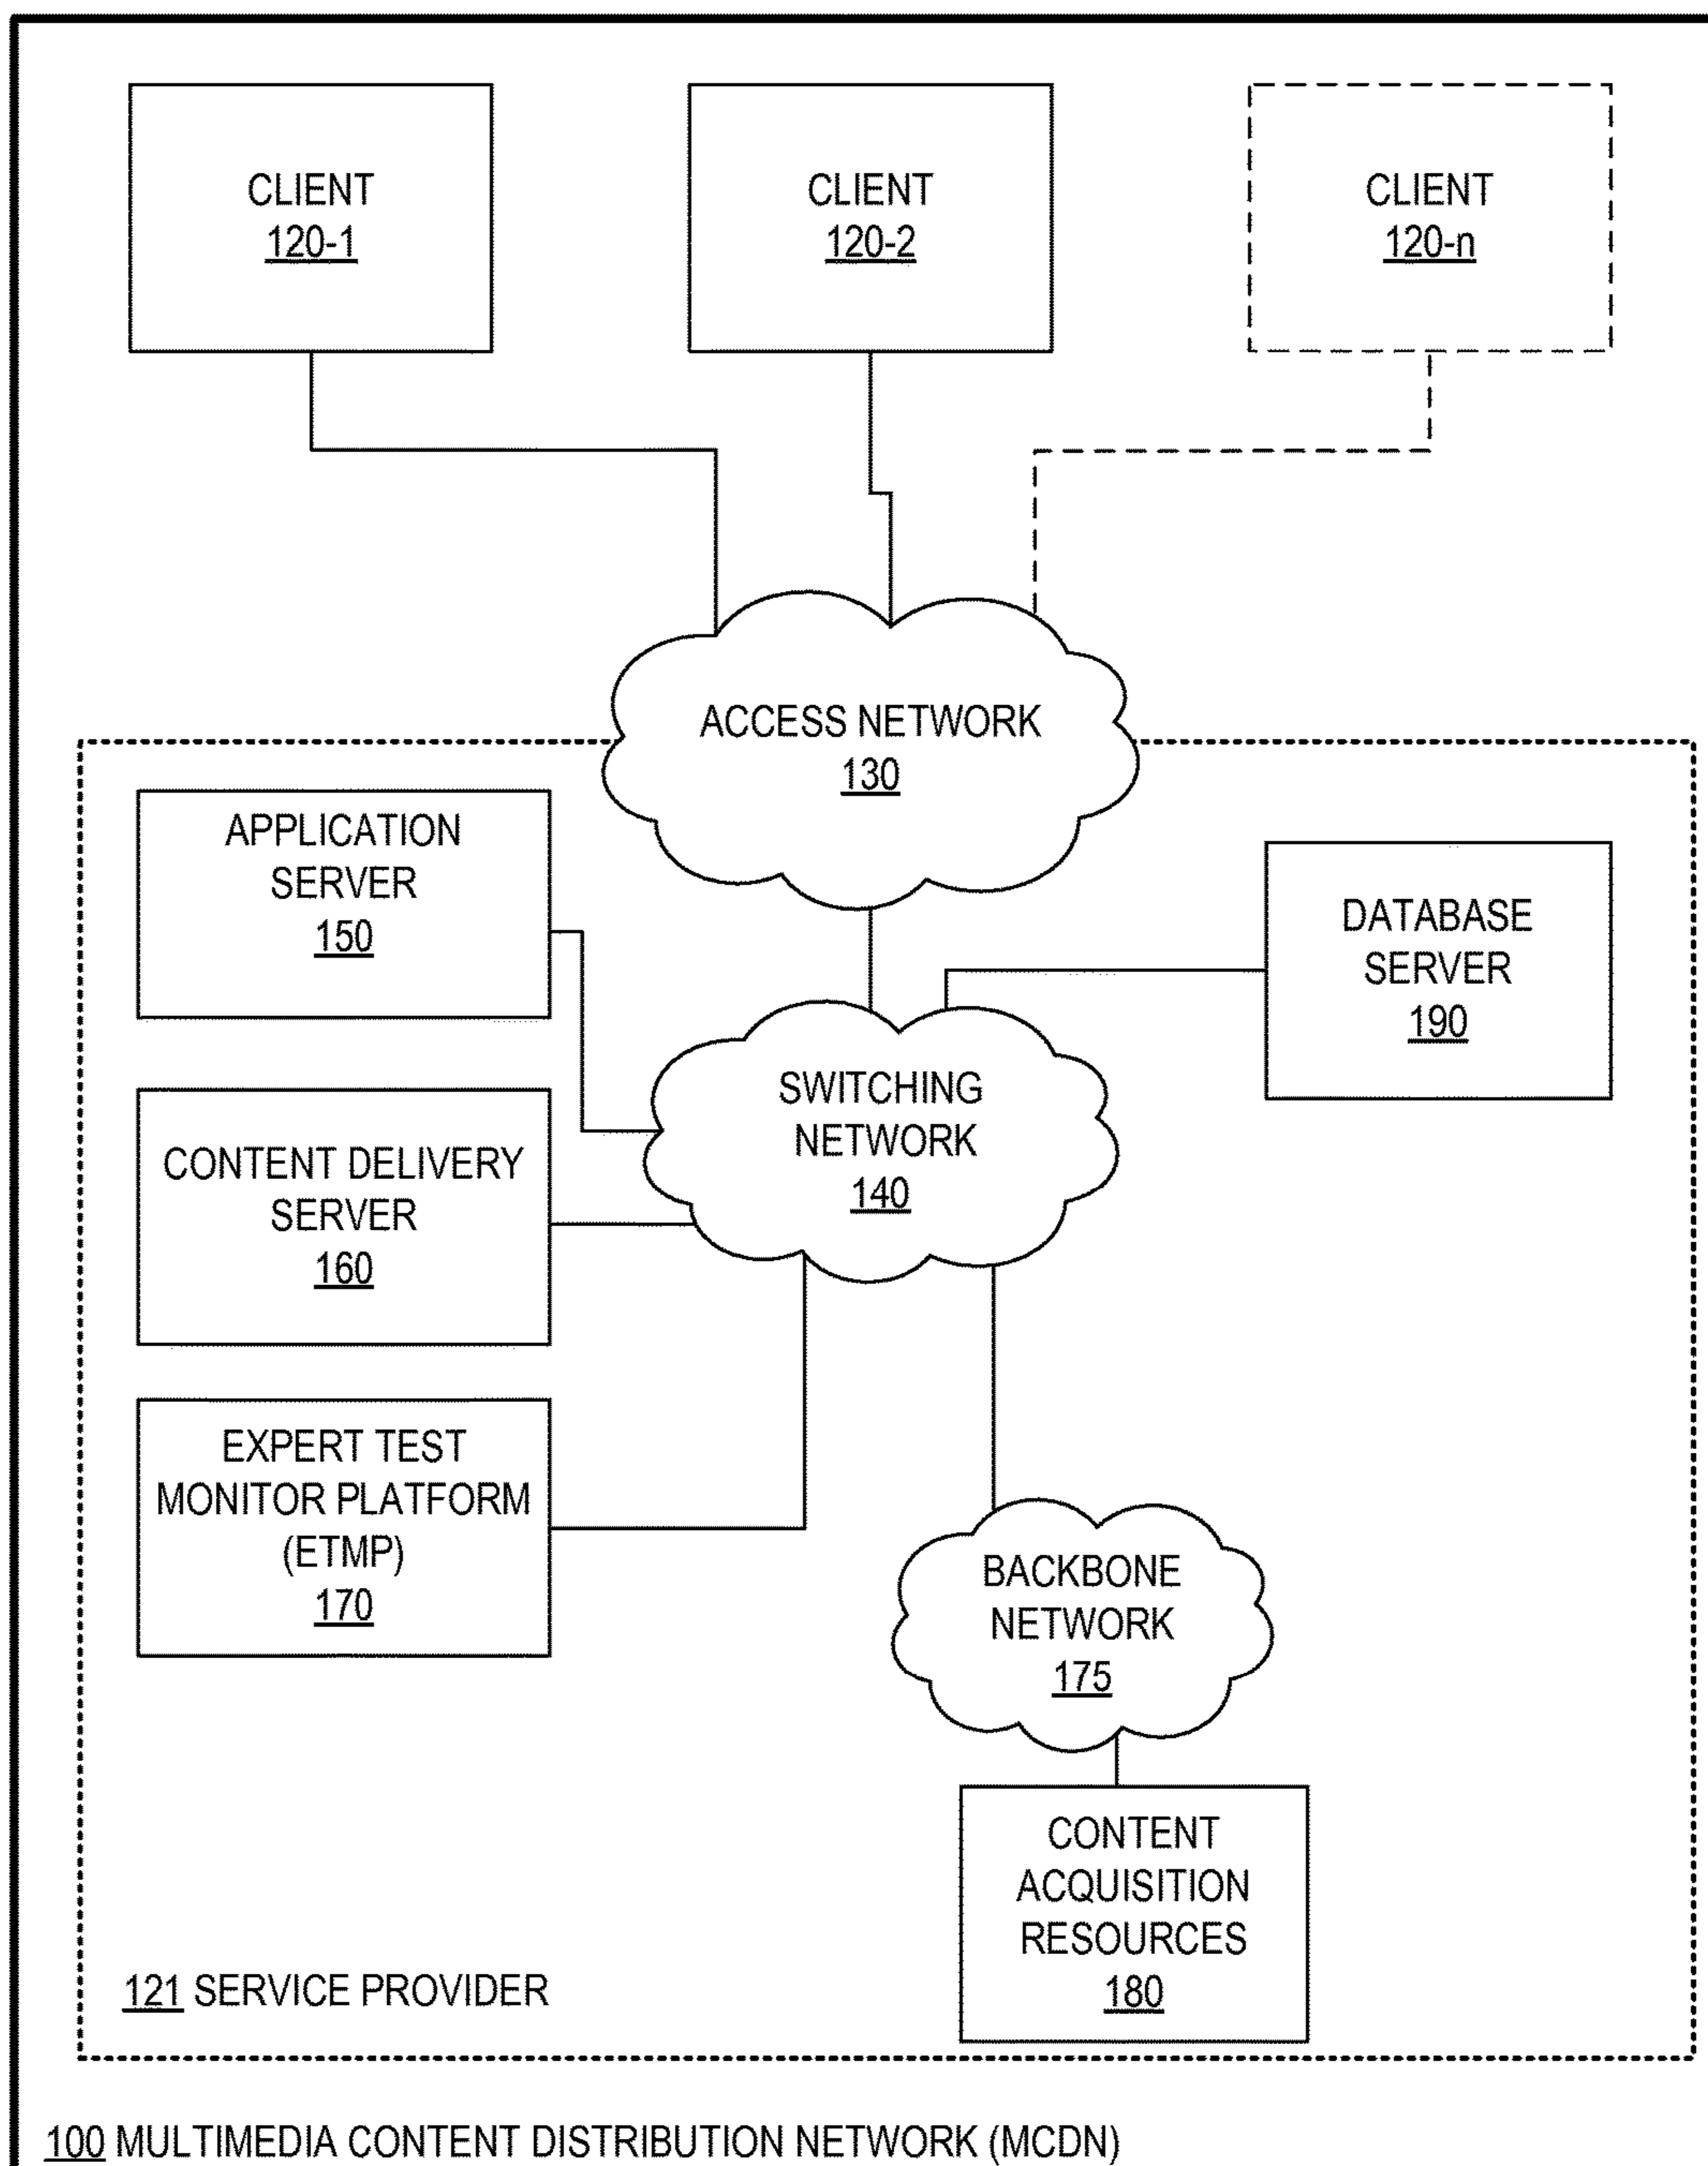 CLIENT
120-1
CLIENT
120-2
CLIENT
120-n
ACCESS NETWORK
130
APPLICATION
SERVER
150
DATABASE
SERVER
190
SWITCHING
NETWORK
140
CONTENT DELIVERY
SERVER
160
EXPERT TEST
MONITOR PLATFORM
(ETMP)
170
BACKBONE
NETWORK
175
CONTENT
ACQUISITION
RESOURCES
180
121 SERVICE PROVIDER
100 MULTIMEDIA CONTENT DISTRIBUTION NETWORK (MCDN)